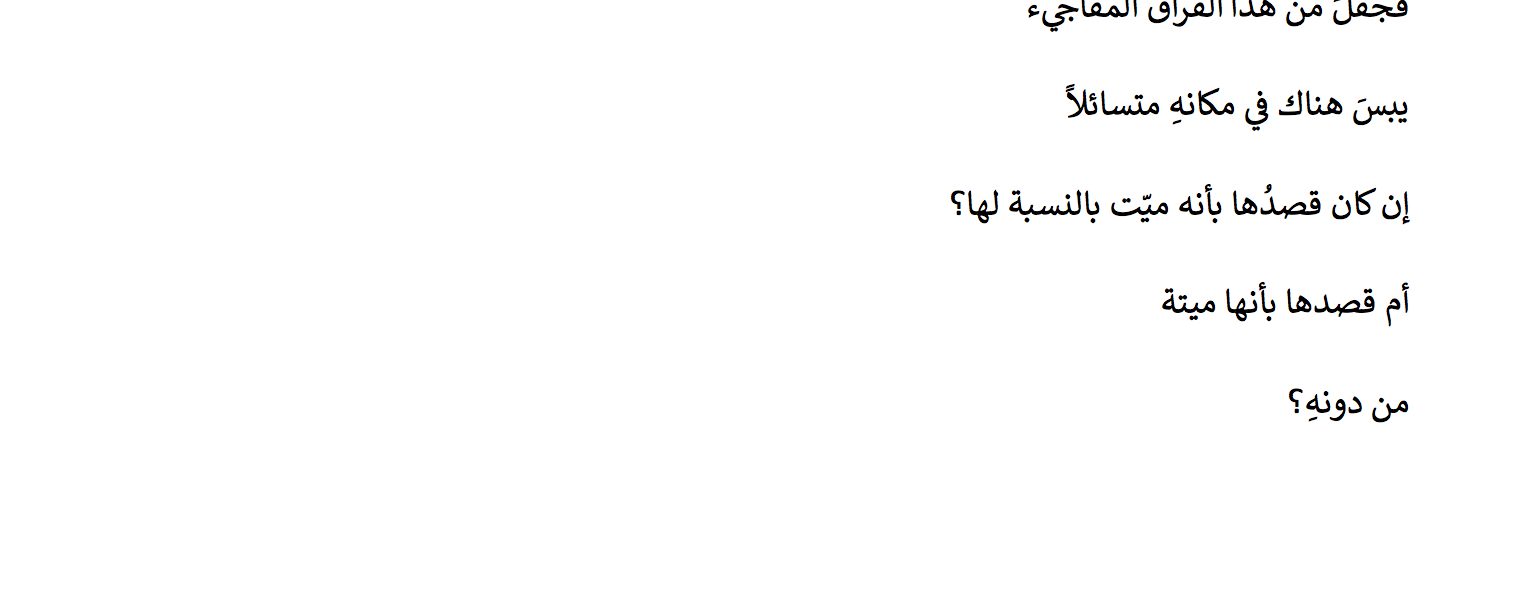 فجفلَ من هذا الفراق المفاجيء
يبسَ هناك في مكانهِ متسائلاً
إن كان قصدُها بأنه ميّت بالنسبة لها؟
أم قصدها بأنها ميتة
من دونهِ؟